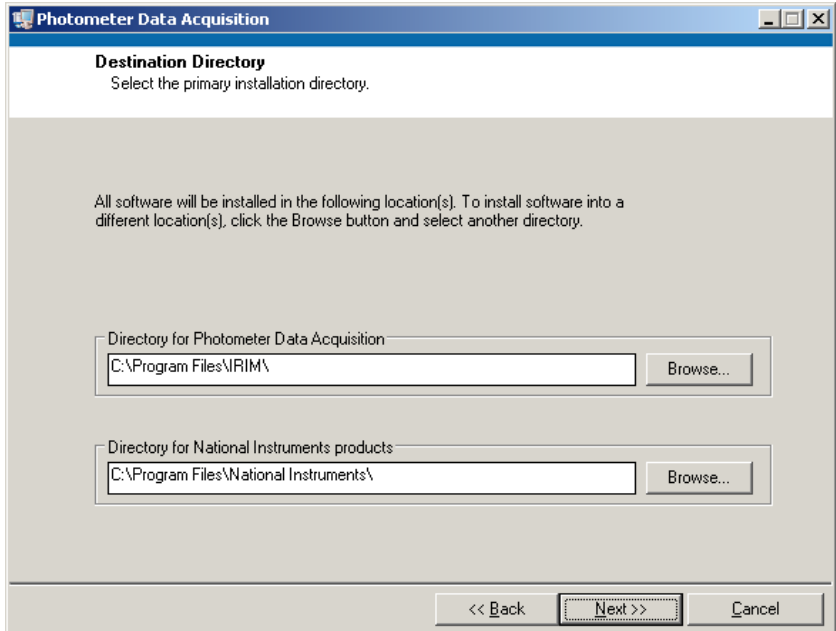 Photometer Data Acquisition
Destination Directory
Select the primary installation directory.
All software will be installed in the following location(s). To install software into a
different location(s), click the Browse button and select another directory.
Directory for Photometer Data Acquisition
C:\Program Files\IRIM\
Browse...
Directory for National Instruments products
C:\Program Files\National Instruments\
Browse...
<< Back
Next >>
Cancel